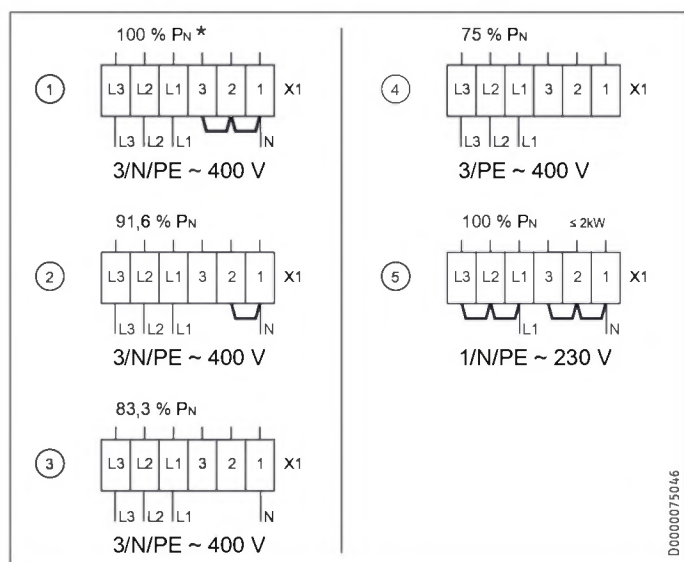 100 % PN *
1
L3 L2 L1 3 2 1 X1
L3 L2 L1 N
3/N/PE ~ 400 V
91,6 % PN
2
L3 L2 L1 3 2 1 X1
L3 L2 L1 N
3/N/PE ~ 400 V
83,3 % PN
3
L3 L2 L1 3 2 1 X1
L3 L2 L1 N
3/N/PE ~ 400 V
75 % PN
4
L3 L2 L1 3 2 1 X1
L3 L2 L1
3/PE ~ 400 V
100 % PN ≤ 2kW
5
L3 L2 L1 3 2 1 X1
L1 N
1/N/PE ~ 230 V
D0000075046